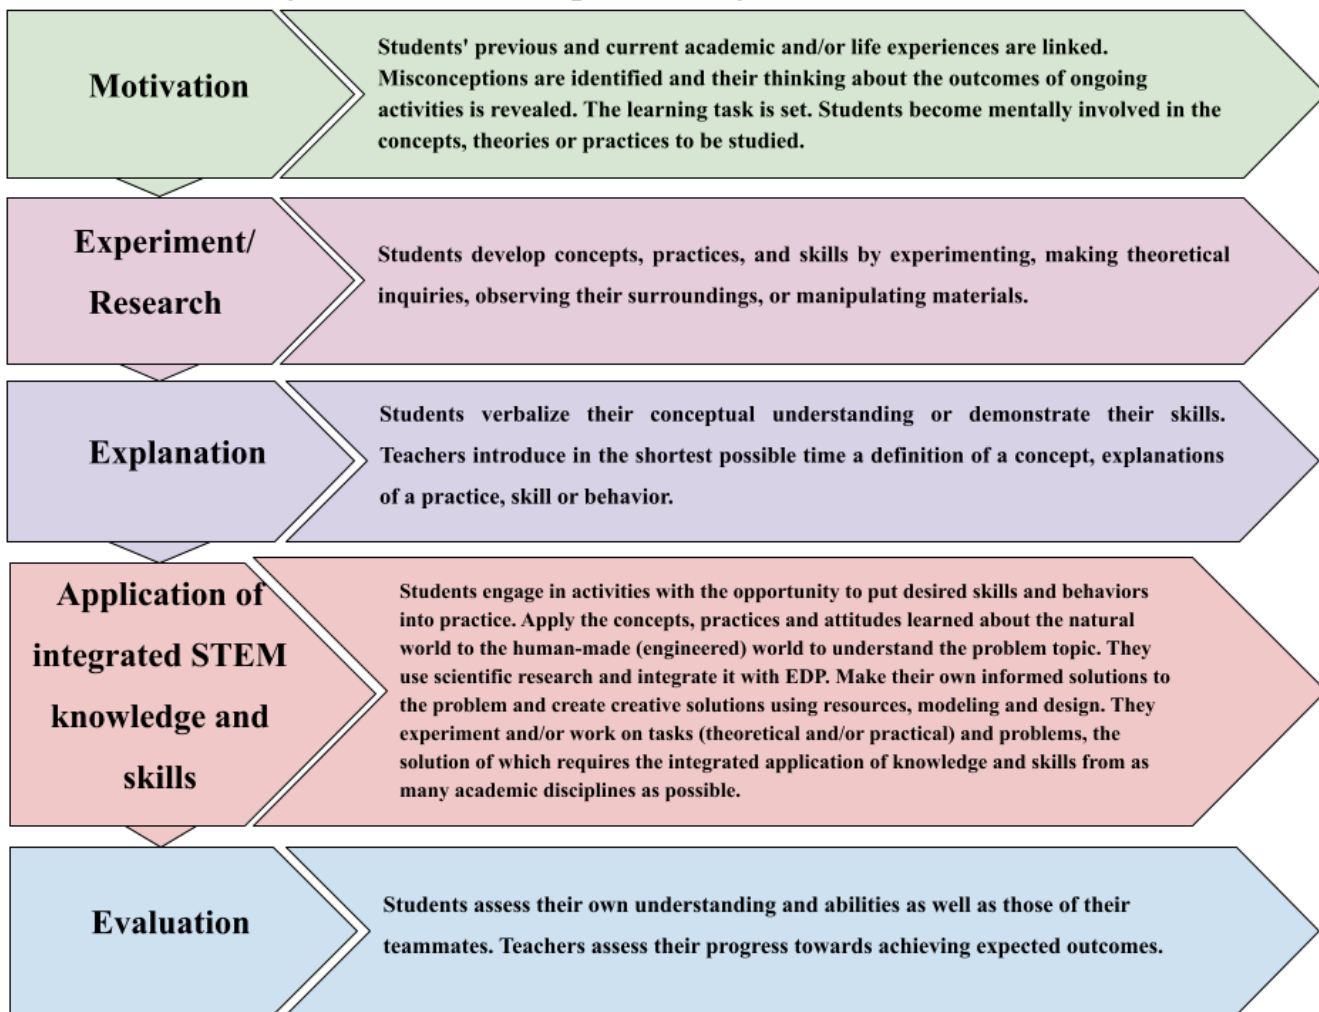 Motivation
Students' previous and current academic and/or life experiences are linked.
Misconceptions are identified and their thinking about the outcomes of ongoing
activities is revealed. The learning task is set. Students become mentally involved in the
concepts, theories or practices to be studied.
Experiment/
Research
Students develop concepts, practices, and skills by experimenting, making theoretical
inquiries, observing their surroundings, or manipulating materials.
Explanation
Students verbalize their conceptual understanding or demonstrate their skills.
Teachers introduce in the shortest possible time a definition of a concept, explanations
of a practice, skill or behavior.
Application of
integrated STEM
knowledge and
skills
Students engage in activities with the opportunity to put desired skills and behaviors
into practice. Apply the concepts, practices and attitudes learned about the natural
world to the human-made (engineered) world to understand the problem topic. They
use scientific research and integrate it with EDP. Make their own informed solutions to
the problem and create creative solutions using resources, modeling and design. They
experiment and/or work on tasks (theoretical and/or practical) and problems, the
solution of which requires the integrated application of knowledge and skills from as
many academic disciplines as possible.
Evaluation
Students assess their own understanding and abilities as well as those of their
teammates. Teachers assess their progress towards achieving expected outcomes.